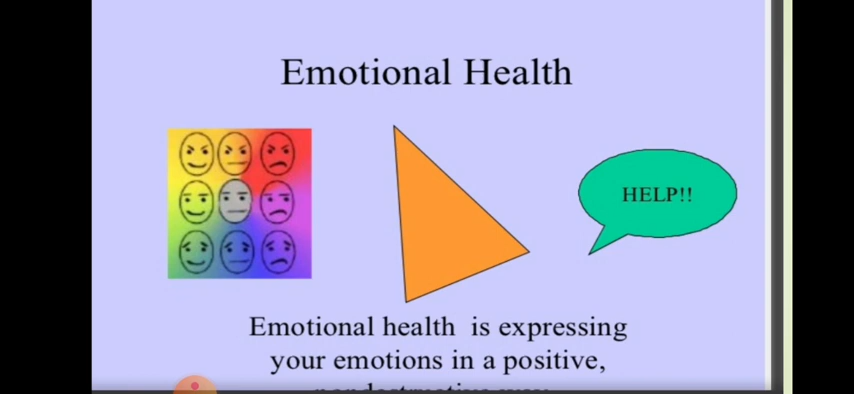 Emotional Health
HELP!!
Emotional health is expressing
your emotions in a positive,